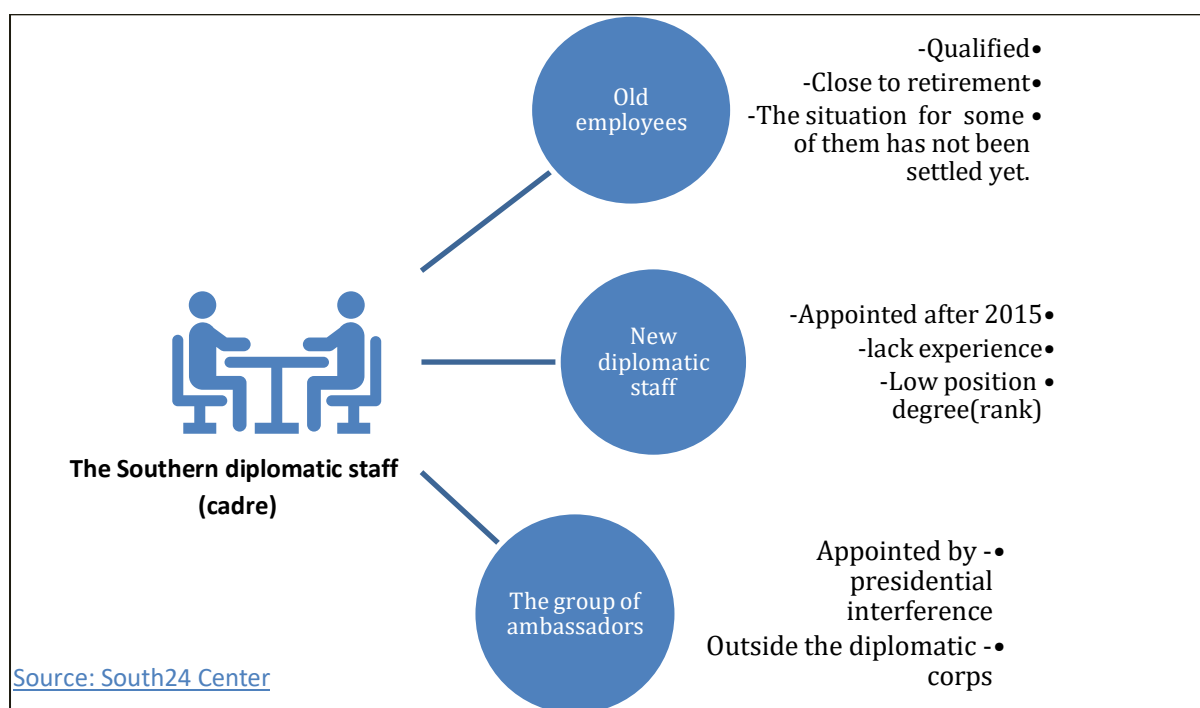 -Qualified•
-Close to retirement•
-The situation for some •
of them has not been
settled yet.
Old
employees
-Appointed after 2015•
-lack experience•
-Low position •
degree(rank)
New
diplomatic
staff
The Southern diplomatic staff
(cadre)
Appointed by -•
presidential
interference
Outside the diplomatic -•
corps
The group of
ambassadors
Source: South24 Center